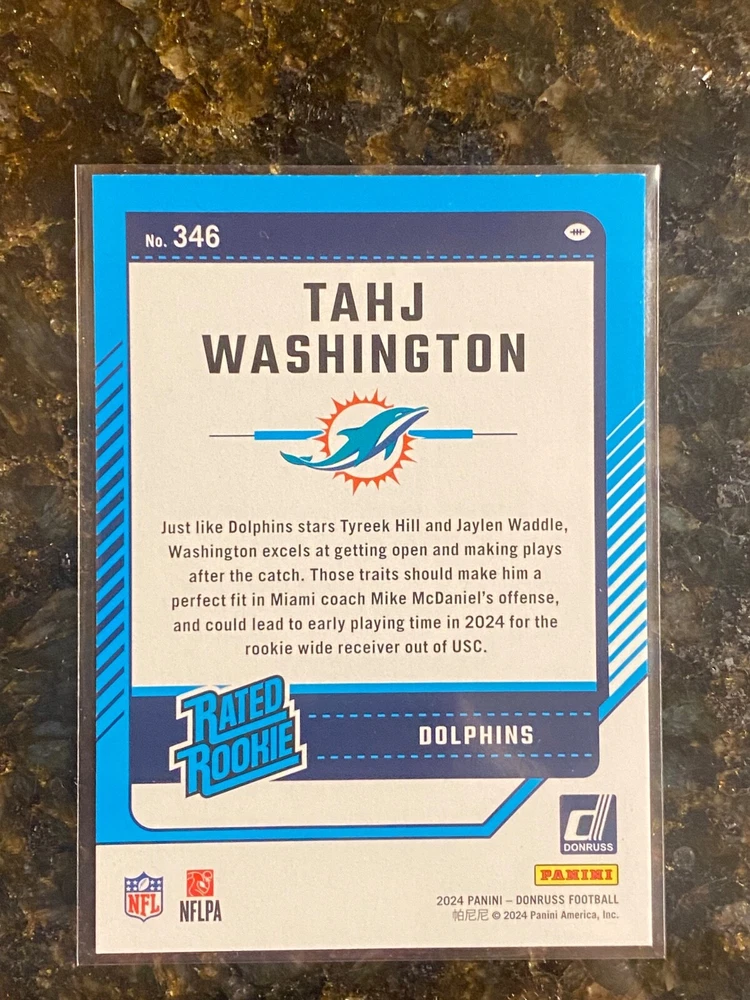 No. 346
TAHJ
WASHINGTON
Just like Dolphins stars Tyreek Hill and Jaylen Waddle,
Washington excels at getting open and making plays
after the catch. Those traits should make him a
perfect fit in Miami coach Mike McDaniel's offense,
and could lead to early playing time in 2024 for the
rookie wide receiver out of USC.
RATED
ROOKIE
DOLPHINS
d
DONRUSS
PANINI
NFL
NFLPA
2024 PANINI – DONRUSS FOOTBALL
帕尼尼 © 2024 Panini America, Inc.